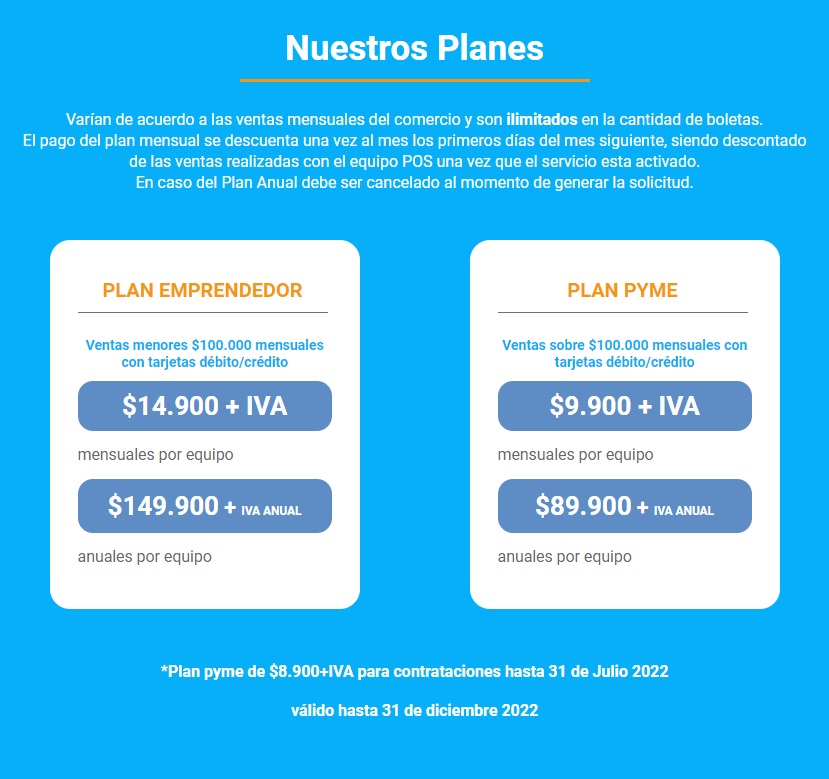 Nuestros Planes
Varían de acuerdo a las ventas mensuales del comercio y son ilimitados en la cantidad de boletas.
El pago del plan mensual se descuenta una vez al mes los primeros días del mes siguiente, siendo descontado
de las ventas realizadas con el equipo POS una vez que el servicio esta activado.
En caso del Plan Anual debe ser cancelado al momento de generar la solicitud.
PLAN EMPRENDEDOR
Ventas menores $100.000 mensuales
con tarjetas débito/crédito
$14.900 + IVA
mensuales por equipo
$149.900 + IVA ANUAL
anuales por equipo
PLAN PYME
Ventas sobre $100.000 mensuales con
tarjetas débito/crédito
$9.900 + IVA
mensuales por equipo
$89.900 + IVA ANUAL
anuales por equipo
*Plan pyme de $8.900+IVA para contrataciones hasta 31 de Julio 2022
válido hasta 31 de diciembre 2022